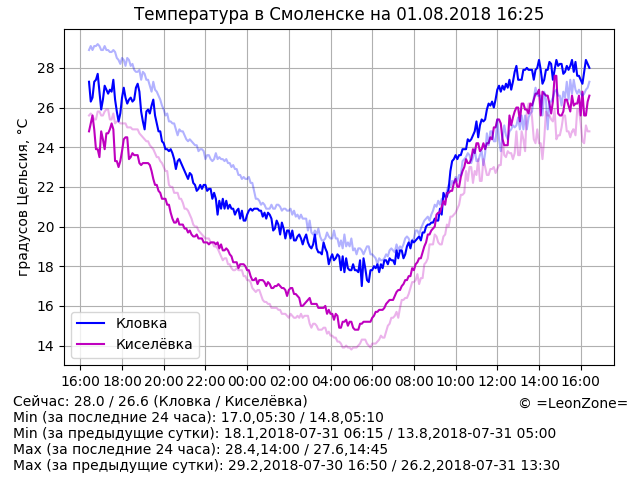 Температура в Смоленске на 01.08.2018 16:25
градусов Цельсия, °C
28
26
24
22
20
18
16
14
Кловка
Киселёвка
16:00 18:00 20:00 22:00 00:00 02:00 04:00 06:00 08:00 10:00 12:00 14:00 16:00
Сейчас: 28.0 / 26.6 (Кловка / Киселёвка)
© =LeonZone=
Min (за последние 24 часа): 17.0,05:30 / 14.8,05:10
Min (за предыдущие сутки): 18.1,2018-07-31 06:15 / 13.8,2018-07-31 05:00
Max (за последние 24 часа): 28.4,14:00 / 27.6,14:45
Max (за предыдущие сутки): 29.2,2018-07-30 16:50 / 26.2,2018-07-31 13:30